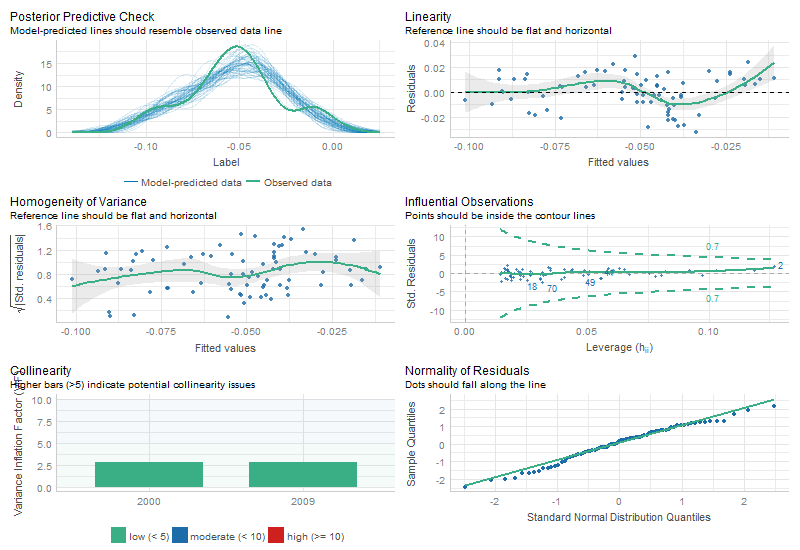 Posterior Predictive Check
Model-predicted lines should resemble observed data line
Density
15
10
5
0
-0.10
-0.05
0.00
Label
Model-predicted data
Observed data
Linearity
Reference line should be flat and horizontal
Residuals
0.04
0.02
0.00
-0.02
-0.100
-0.075
-0.050
-0.025
Fitted values
Homogeneity of Variance
Reference line should be flat and horizontal
√|Std. residuals|
1.6
1.2
0.8
0.4
-0.100
-0.075
-0.050
-0.025
Fitted values
Influential Observations
Points should be inside the contour lines
Std. Residuals
10
5
0
-5
-10
0.7
2
18
70
49
0.7
0.00
0.05
0.10
Leverage (hii)
Collinearity
Higher bars (>5) indicate potential collinearity issues
Variance Inflation Factor (VIF)
10.0
7.5
5.0
2.5
0.0
2000
2009
low (< 5)
moderate (< 10)
high (>= 10)
Normality of Residuals
Dots should fall along the line
Sample Quantiles
2
1
0
-1
-2
-2
-1
0
1
2
Standard Normal Distribution Quantiles